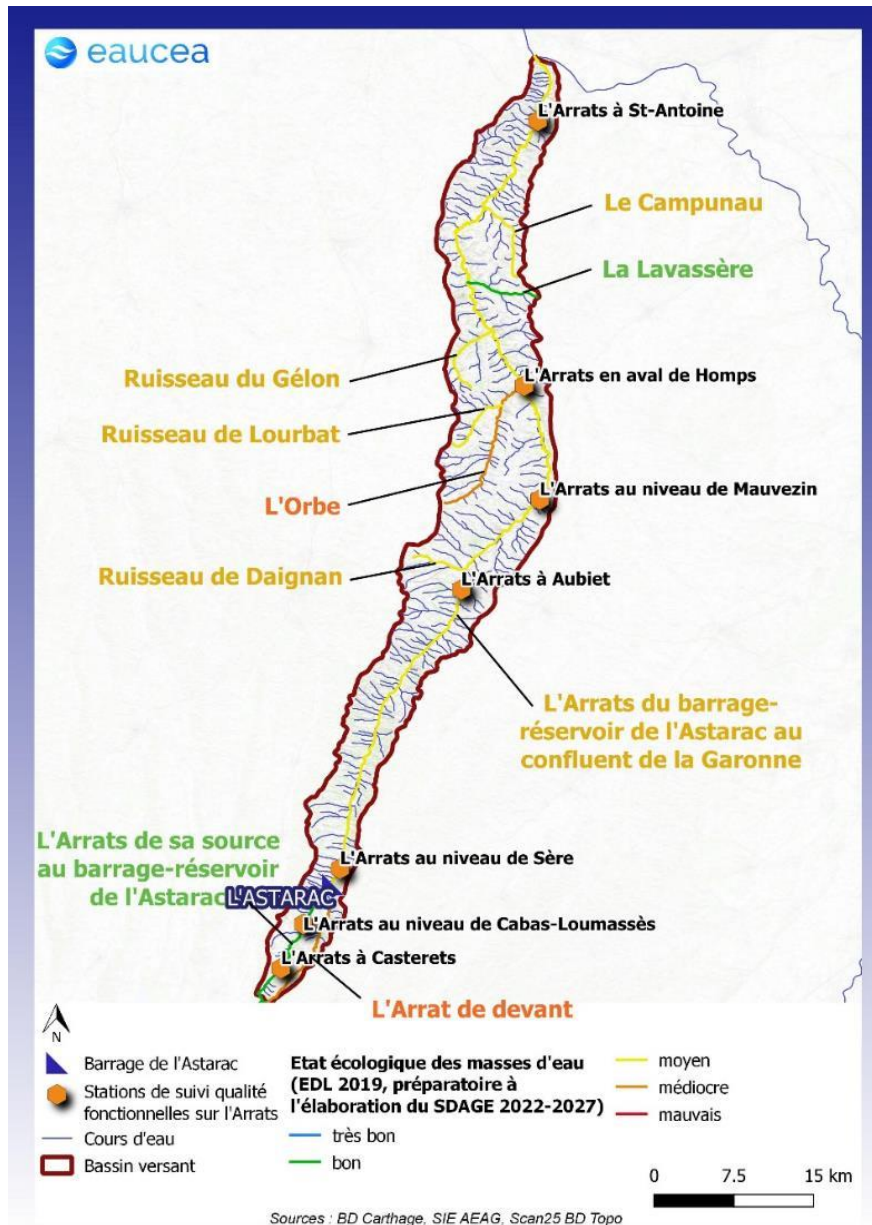 eaucea
L'Arrats à St-Antoine
Le Campunau
La Lavassère
Ruisseau du Gélon
L'Arrats en aval de Homps
Ruisseau de Lourbat
L'Orbe
L'Arrats au niveau de Mauvezin
Ruisseau de Daignan
L'Arrats à Aubiet
L'Arrats du barrage-
réservoir de l'Astarac au
confluent de la Garonne
L'Arrats de sa source
au barrage-réservoir
de l'Astarac
L'Arrats au niveau de Sère
L'ASTARAC
L'Arrats au niveau de Cabas-Loumassès
L'Arrats à Casterets
L'Arrat de devant
N
Barrage de l'Astarac
Stations de suivi qualité
fonctionnelles sur l'Arrats
Cours d'eau
Bassin versant
Etat écologique des masses d'eau
(EDL 2019, préparatoire à
l'élaboration du SDAGE 2022-2027)
très bon
bon
moyen
médiocre
mauvais
0 7.5 15 km
Sources : BD Carthage, SIE AEAG, Scan25 BD Topo